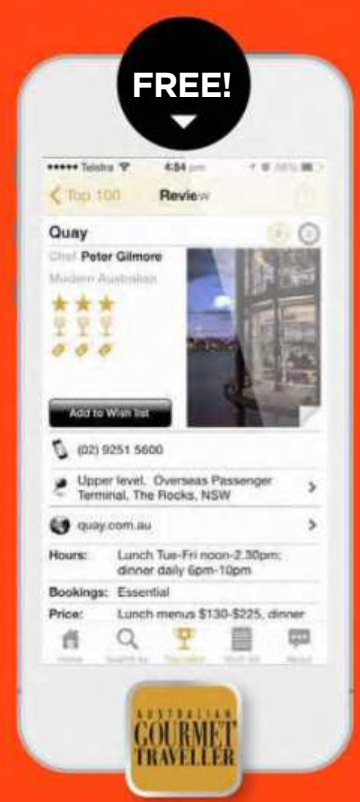 FREE!
Telstra 4:54 pm
Top 100 Review
Quay
Chef Peter Gilmore
Modern Australian
Add to Wish list
(02) 9251 5600
Upper level, Overseas Passenger
Terminal, The Rocks, NSW
quay.com.au
Hours: Lunch Tue-Fri noon-2.30pm;
dinner daily 6pm-10pm
Bookings: Essential
Price: Lunch menus $130-$225, dinner
Home Search by Top rated Wish list About
AUSTRALIAN
GOURMET
TRAVELLER